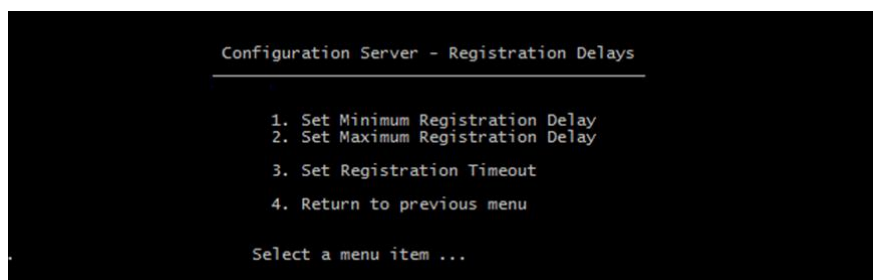 Configuration Server - Registration Delays
1. Set Minimum Registration Delay
2. Set Maximum Registration Delay
3. Set Registration Timeout
4. Return to previous menu
Select a menu item ...